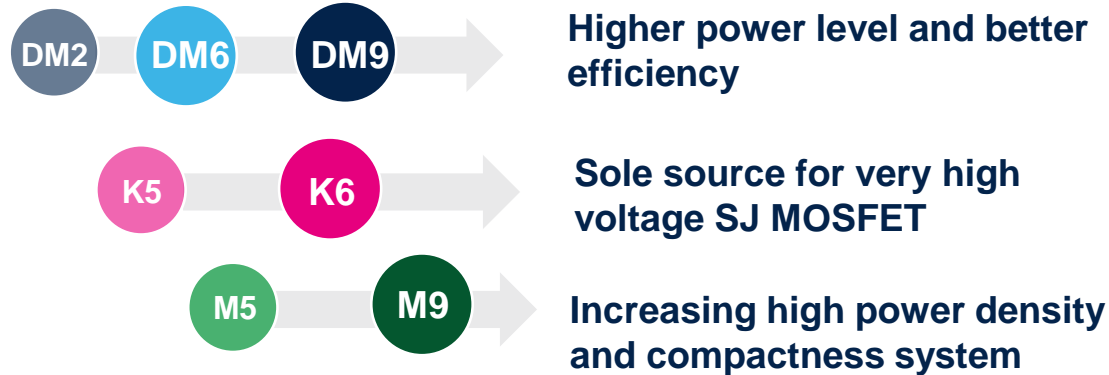 DM2 DM6 DM9 Higher power level and better
efficiency
K5 K6 Sole source for very high
voltage SJ MOSFET
M5 M9 Increasing high power density
and compactness system